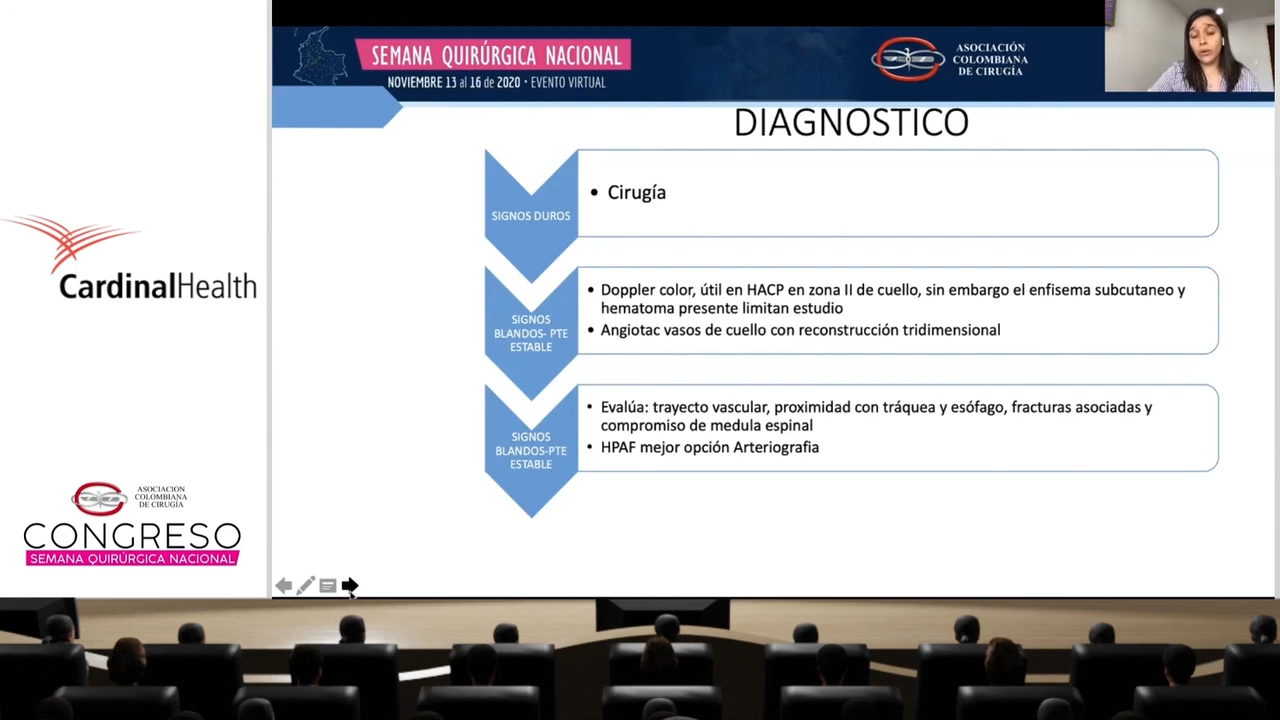 SEMANA QUIRÚRGICA NACIONAL
NOVIEMBRE 13 al 16 de 2020 • EVENTO VIRTUAL
ASOCIACIÓN
COLOMBIANA
DE CIRUGÍA
DIAGNOSTICO
SIGNOS DUROS
• Cirugía
SIGNOS
BLANDOS- PTE
ESTABLE
• Doppler color, útil en HACP en zona II de cuello, sin embargo el enfisema subcutaneo y
hematoma presente limitan estudio
• Angiotac vasos de cuello con reconstrucción tridimensional
SIGNOS
BLANDOS-PTE
ESTABLE
• Evalúa: trayecto vascular, proximidad con tráquea y esófago, fracturas asociadas y
compromiso de medula espinal
• HPAF mejor opción Arteriografia
CardinalHealth
ASOCIACION
COLOMBIANA
DE CIRUGÍA
CONGRESO
SEMANA QUIRÚRGICA NACIONAL